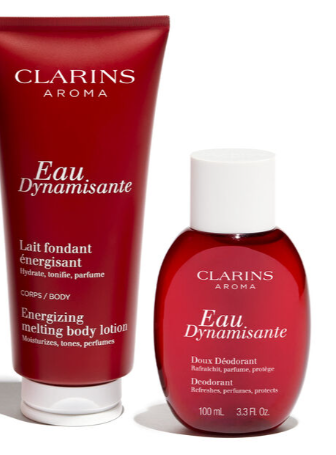 CLARINS
AROMA
Eau
Dynamisante
Lait fondant
énergisant
Hydrate, tonifie, parfume
CORPS / BODY
Energizing
melting body lotion
Moisturizes, tones, perfumes
CLARINS
AROMA
Eau
Dynamisante
Doux Déodorant
Rafraîchit, parfume, protège
Deodorant
Refreshes, perfumes, protects
100 mL 3.3 Fl. Oz.